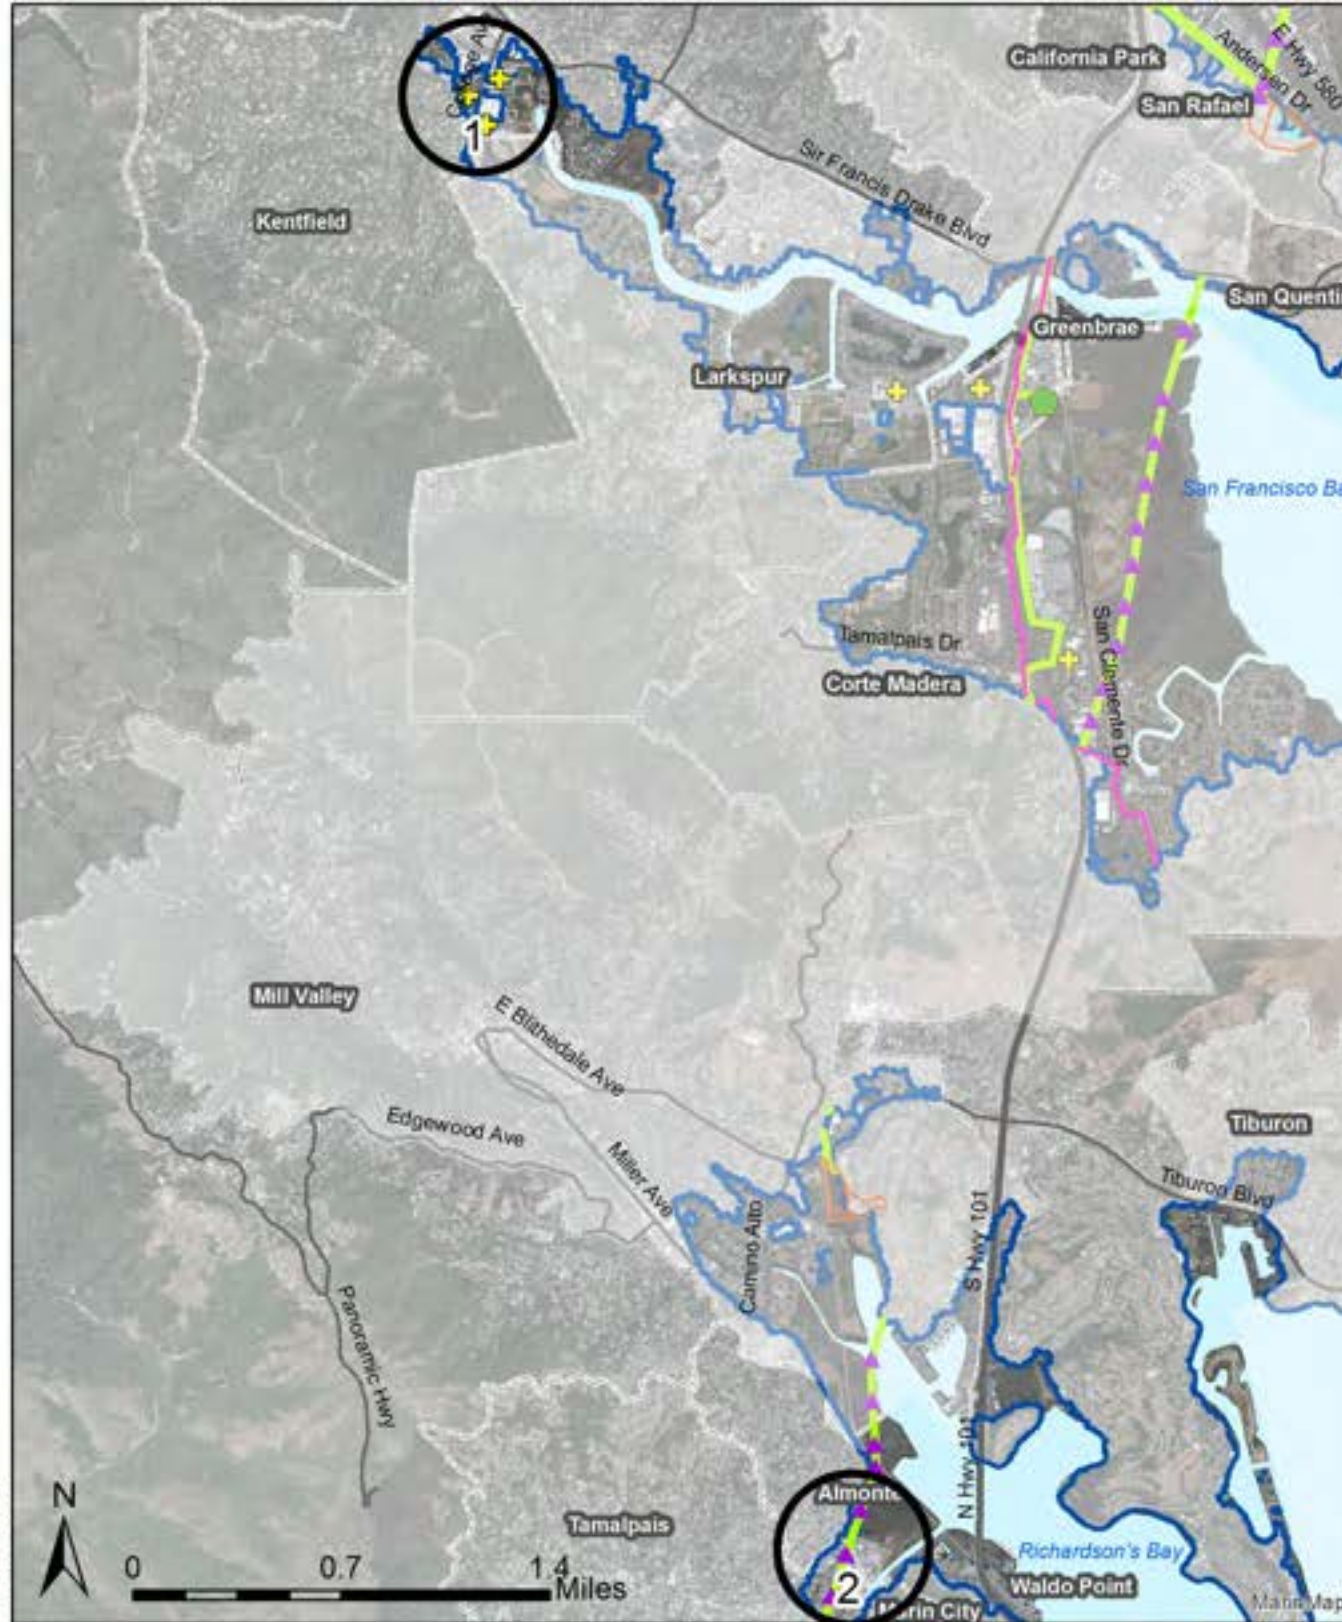 California Park
Andersen Dr
E Hwy 580
San Rafael
1
Sir Francis Drake Blvd
Kentfield
San Quenti
Greenbrae
Larkspur
San Francisco Ba
Tamalpais Dr
San Clemente Dr
Corte Madera
Mill Valley
E Blithedale Ave
Edgewood Ave
Miller Ave
Tiburon
Tiburon Blvd
Camino Alto
S Hwy 101
Panoramic Hwy
N Hwy 101
Almonte
N
Tamalpais
0 0.7 1.4
Miles
Richardson's Bay
2
Waldo Point
Marin City
MarinMap